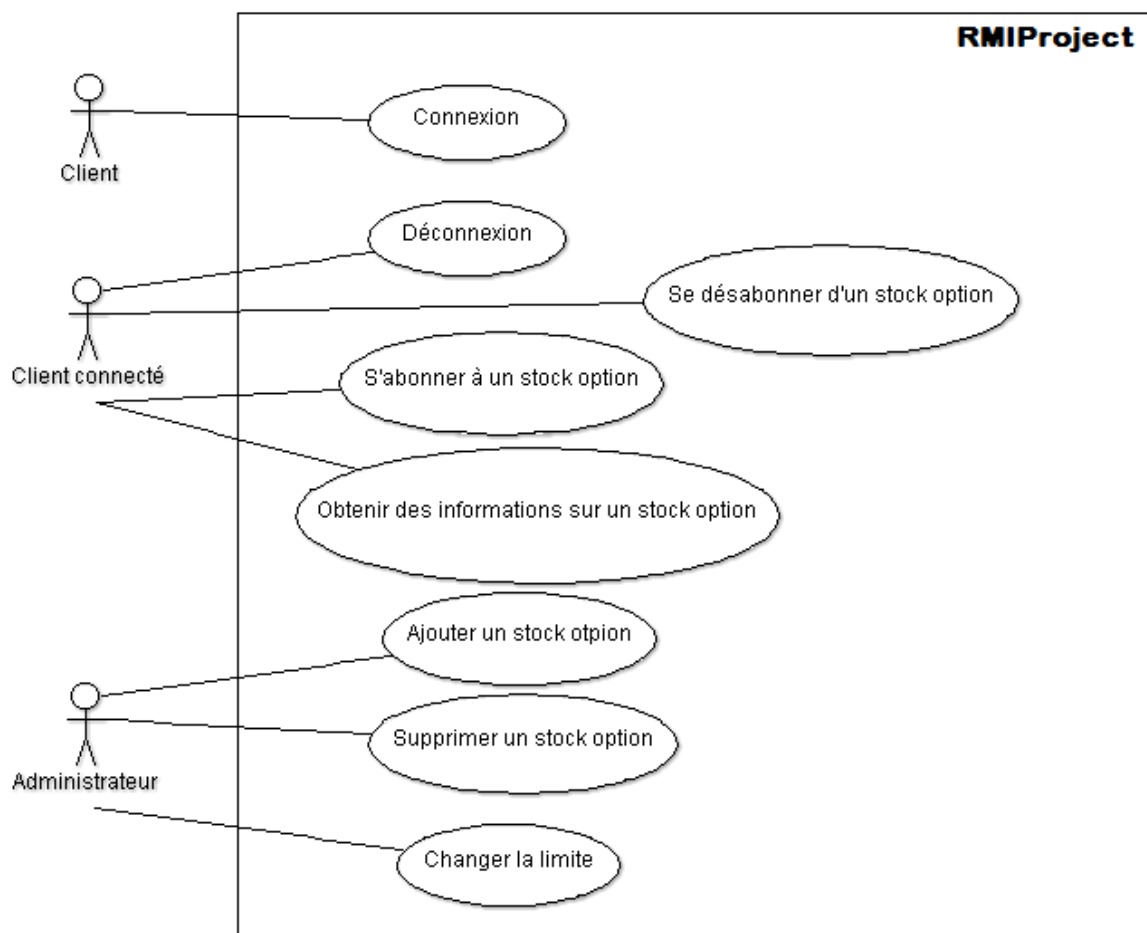 RMIProject
Connexion
Client
Déconnexion
Se désabonner d'un stock option
Client connecté
S'abonner à un stock option
Obtenir des informations sur un stock option
Ajouter un stock otpion
Supprimer un stock option
Administrateur
Changer la limite